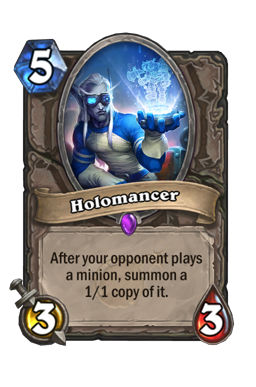 5
Holomancer
After your opponent plays
a minion, summon a
1/1 copy of it.
3 3